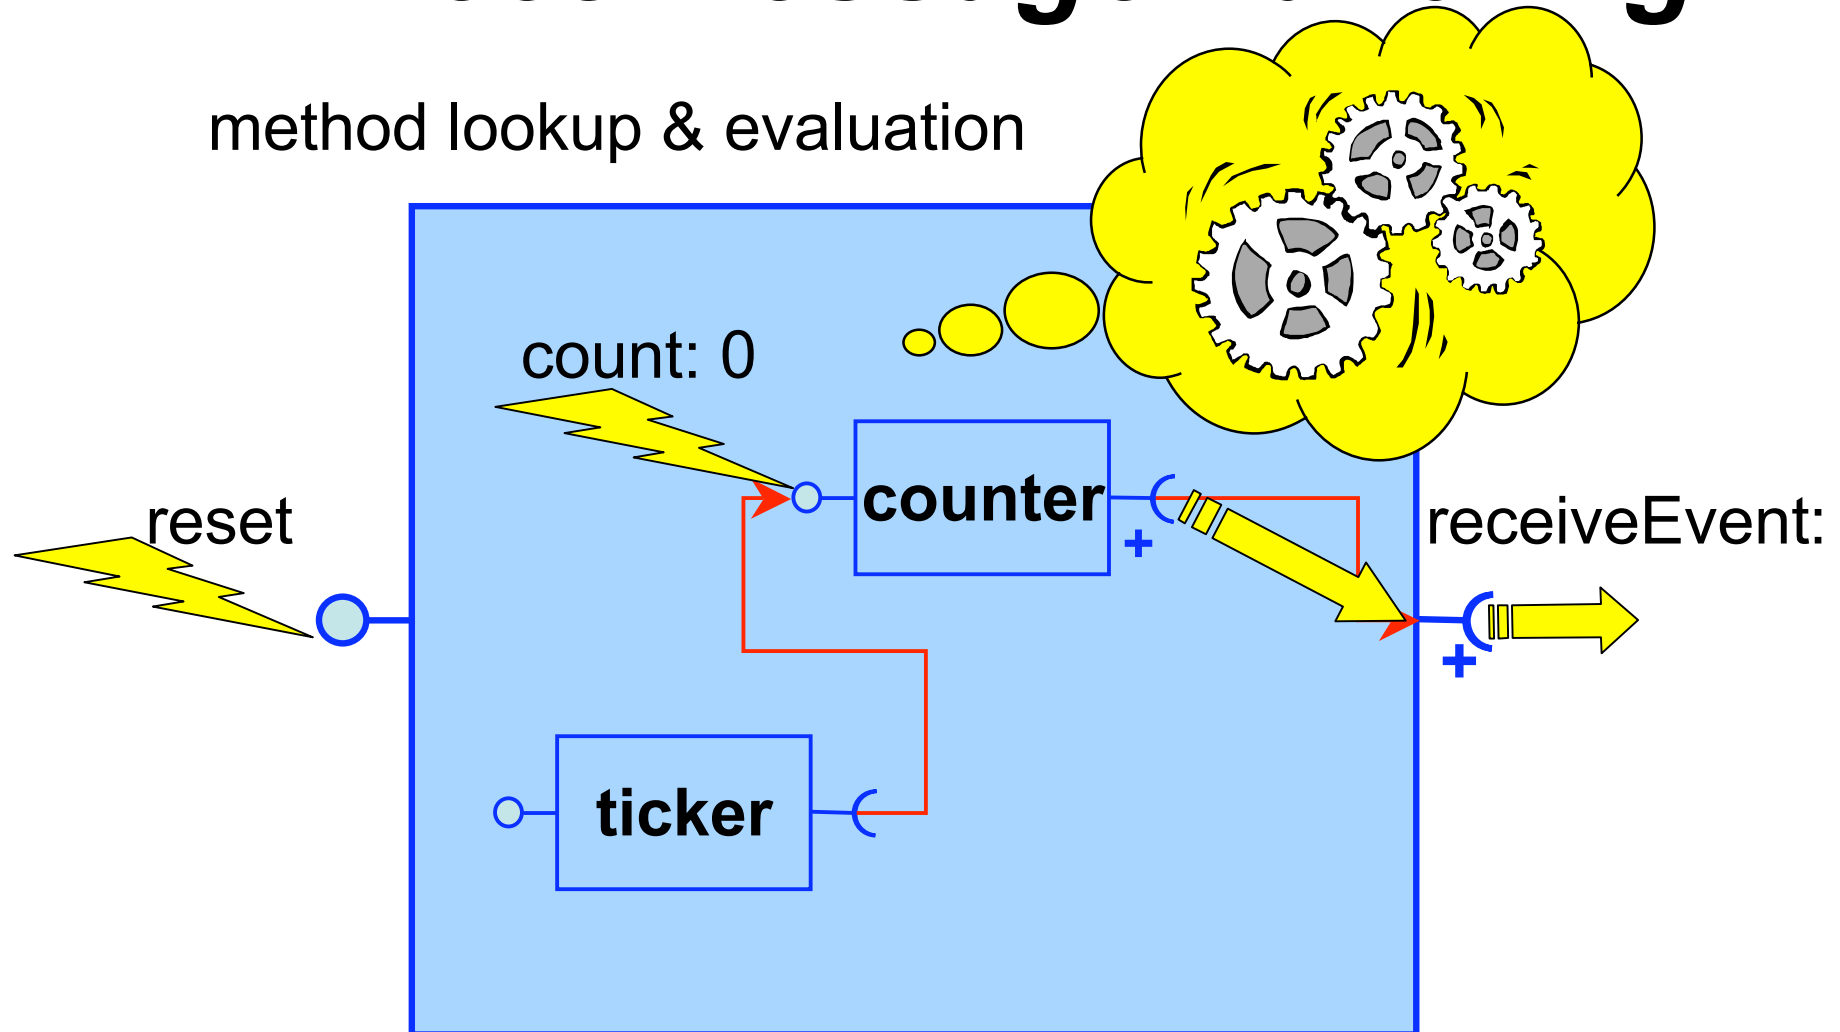 method lookup & evaluation
count: 0
counter
reset
receiveEvent:
+
+
ticker